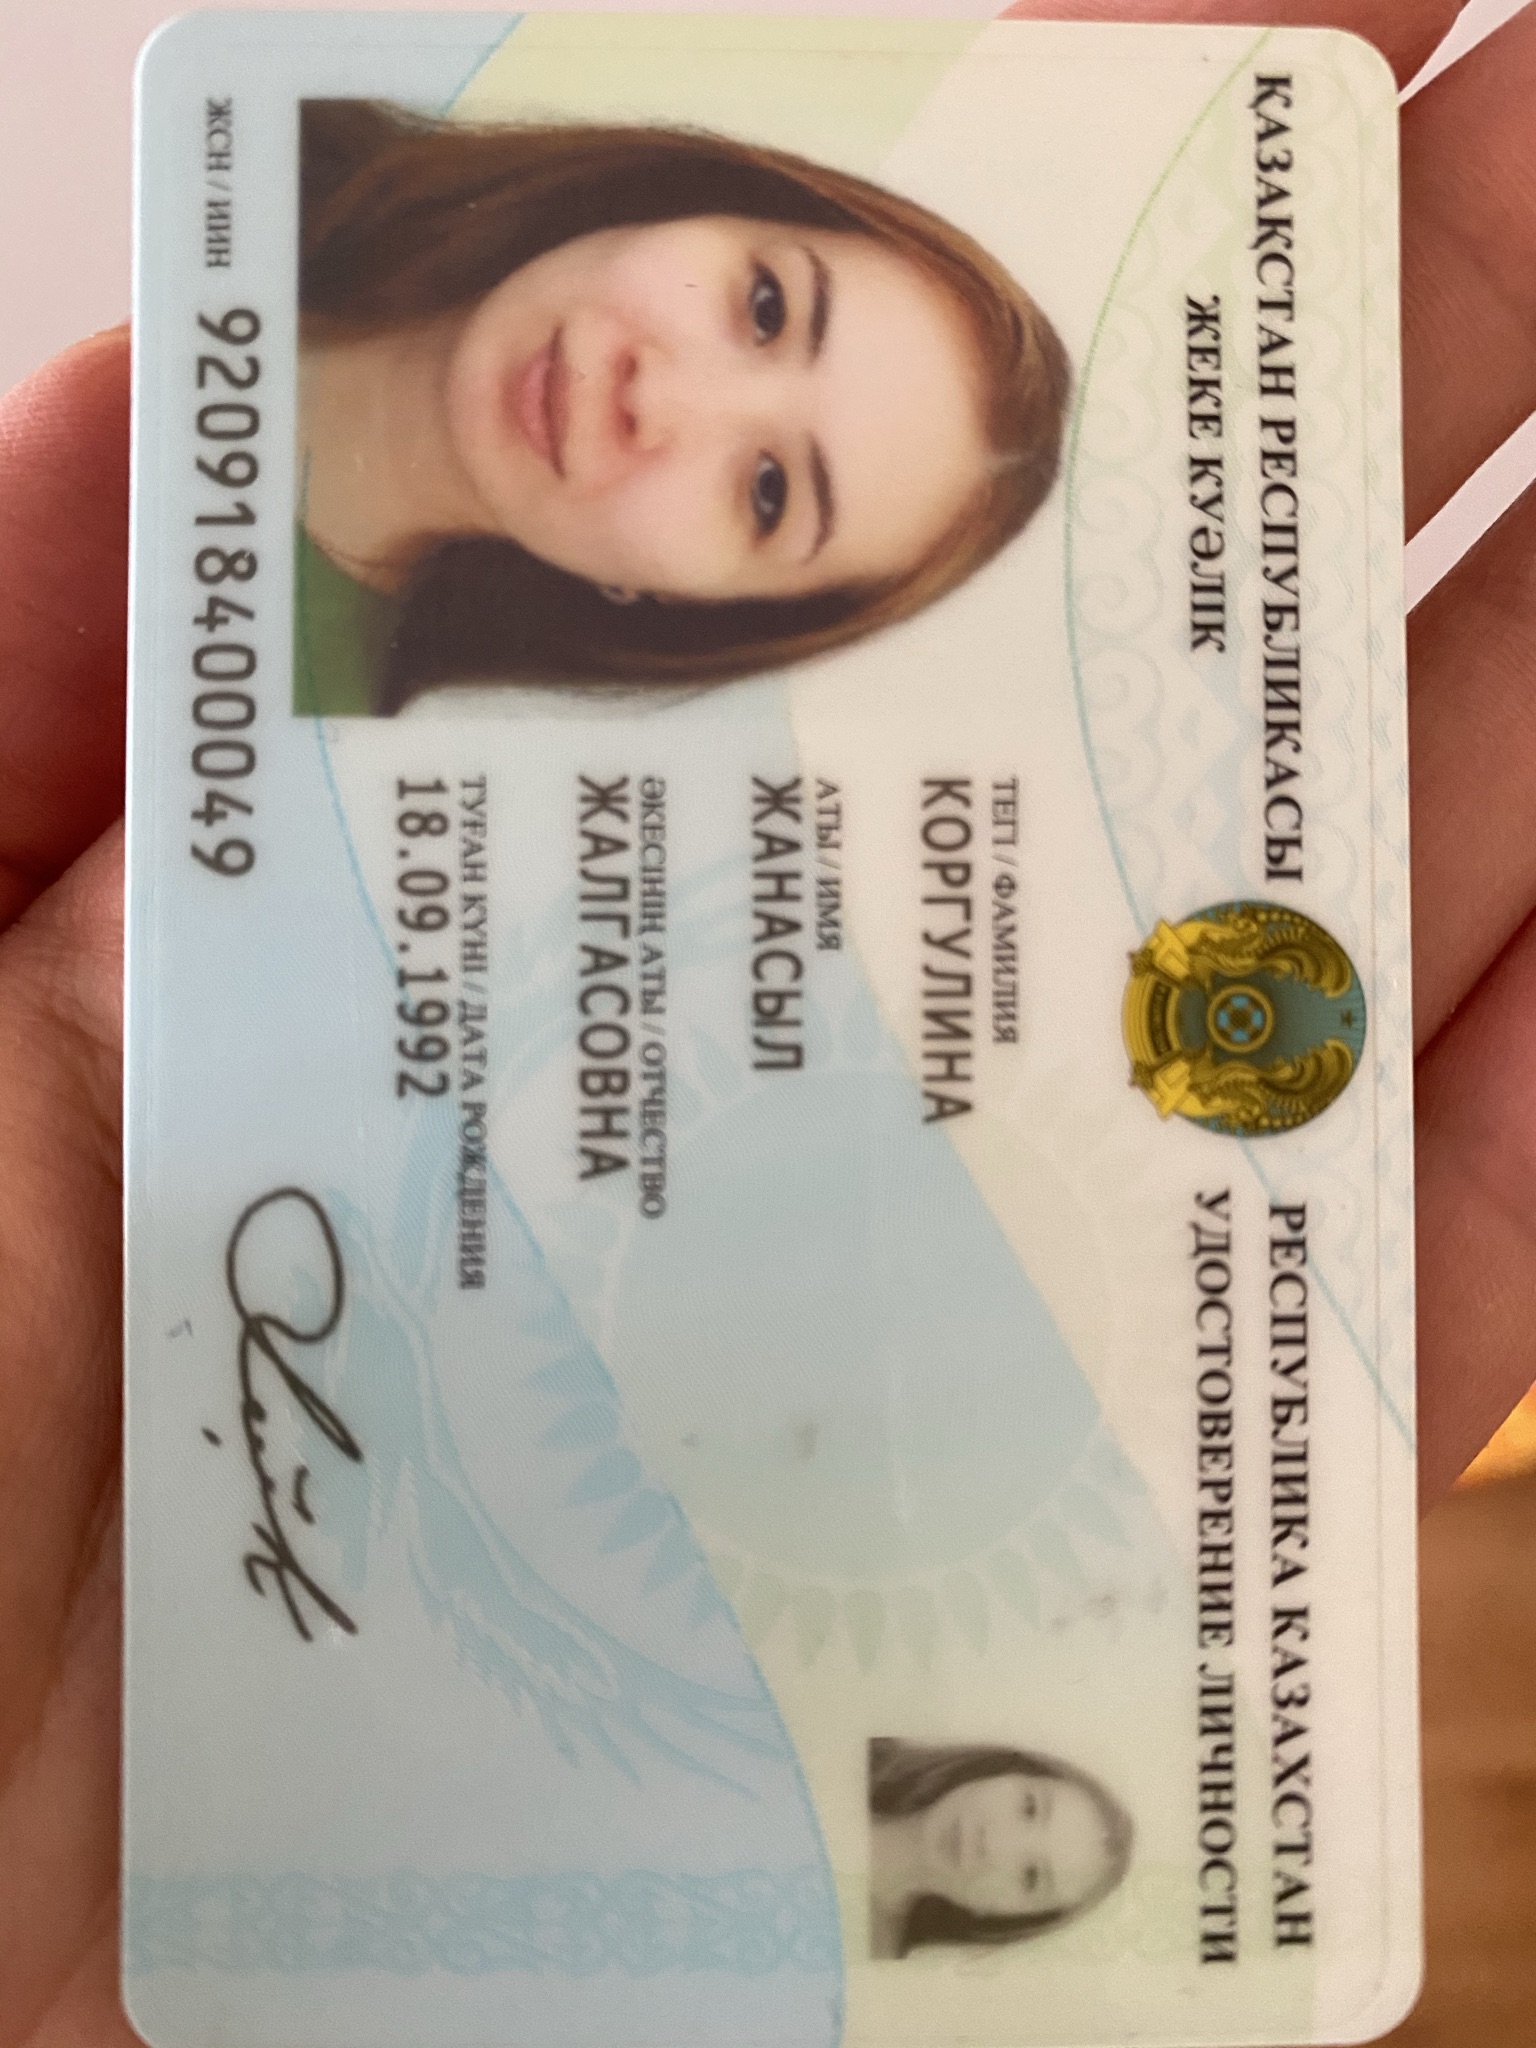 ҚАЗАҚСТАН РЕСПУБЛИКАСЫ
ЖЕКЕ КУӘЛІК
РЕСПУБЛИКА КАЗАХСТАН
УДОСТОВЕРЕНИЕ ЛИЧНОСТИ
ТЕГІ / ФАМИЛИЯ
КОРГУЛИНА
АТЫ / ИМЯ
ЖАНАСЫЛ
ӘКЕСІНІҢ АТЫ / ОТЧЕСТВО
ЖАЛГАСОВНА
ТУҒАН КҮНІ / ДАТА РОЖДЕНИЯ
18.09.1992
ЖСН / ИИН 920918400049